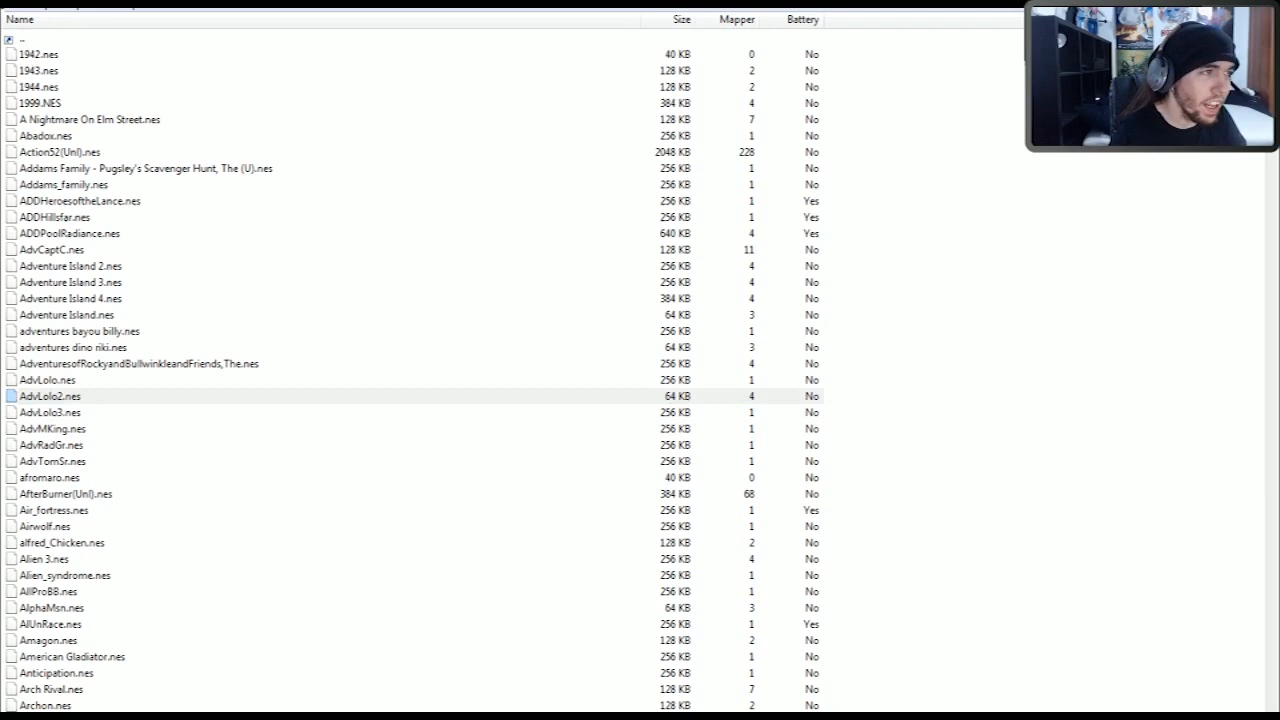 Name Size Mapper Battery
..
1942.nes 40 KB 0 No
1943.nes 128 KB 2 No
1944.nes 128 KB 2 No
1999.NES 384 KB 4 No
A Nightmare On Elm Street.nes 128 KB 7 No
Abadox.nes 256 KB 1 No
Action52(Unl).nes 2048 KB 228 No
Addams Family - Pugsley's Scavenger Hunt, The (U).nes 256 KB 1 No
Addams_family.nes 256 KB 1 No
ADDHeroesoftheLance.nes 256 KB 1 Yes
ADDHillsfar.nes 256 KB 1 Yes
ADDPoolRadiance.nes 640 KB 4 Yes
AdvCaptC.nes 128 KB 11 No
Adventure Island 2.nes 256 KB 4 No
Adventure Island 3.nes 256 KB 4 No
Adventure Island 4.nes 384 KB 4 No
Adventure Island.nes 64 KB 3 No
adventures bayou billy.nes 256 KB 1 No
adventures dino riki.nes 64 KB 3 No
AdventuresofRockyandBullwinkleandFriends,The.nes 256 KB 4 No
AdvLolo.nes 256 KB 1 No
AdvLolo2.nes 64 KB 4 No
AdvLolo3.nes 256 KB 1 No
AdvMKing.nes 256 KB 1 No
AdvRadGr.nes 256 KB 1 No
AdvTomSr.nes 256 KB 1 No
afromaro.nes 40 KB 0 No
AfterBurner(Unl).nes 384 KB 68 No
Air_fortress.nes 256 KB 1 Yes
Airwolf.nes 256 KB 1 No
alfred_Chicken.nes 128 KB 2 No
Alien 3.nes 256 KB 4 No
Alien_syndrome.nes 256 KB 1 No
AllProBB.nes 256 KB 1 No
AlphaMsn.nes 64 KB 3 No
AlUnRace.nes 256 KB 1 Yes
Amagon.nes 128 KB 2 No
American Gladiator.nes 256 KB 1 No
Anticipation.nes 256 KB 1 No
Arch Rival.nes 128 KB 7 No
Archon.nes 128 KB 2 No